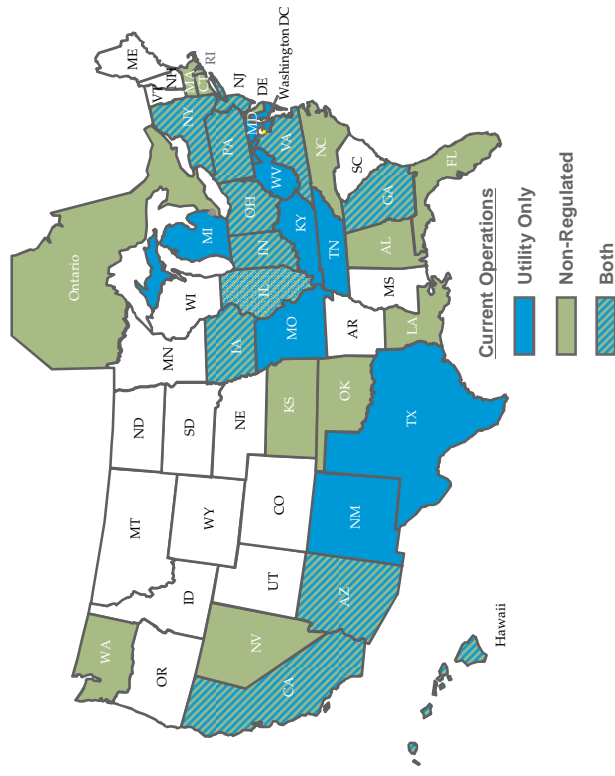 WA
OR
CA
NV
ID
MT
WY
UT
AZ
CO
NM
ND
SD
NE
KS
OK
TX
MN
IA
MO
AR
LA
WI
IL
MS
MI
IN
KY
TN
AL
OH
WV
GA
FL
SC
NC
VA
PA
NY
MD
Washington DC
DE
NJ
RI
CT
MA
VT
NH
ME
Ontario
Hawaii
Current Operations
Utility Only
Non-Regulated
Both